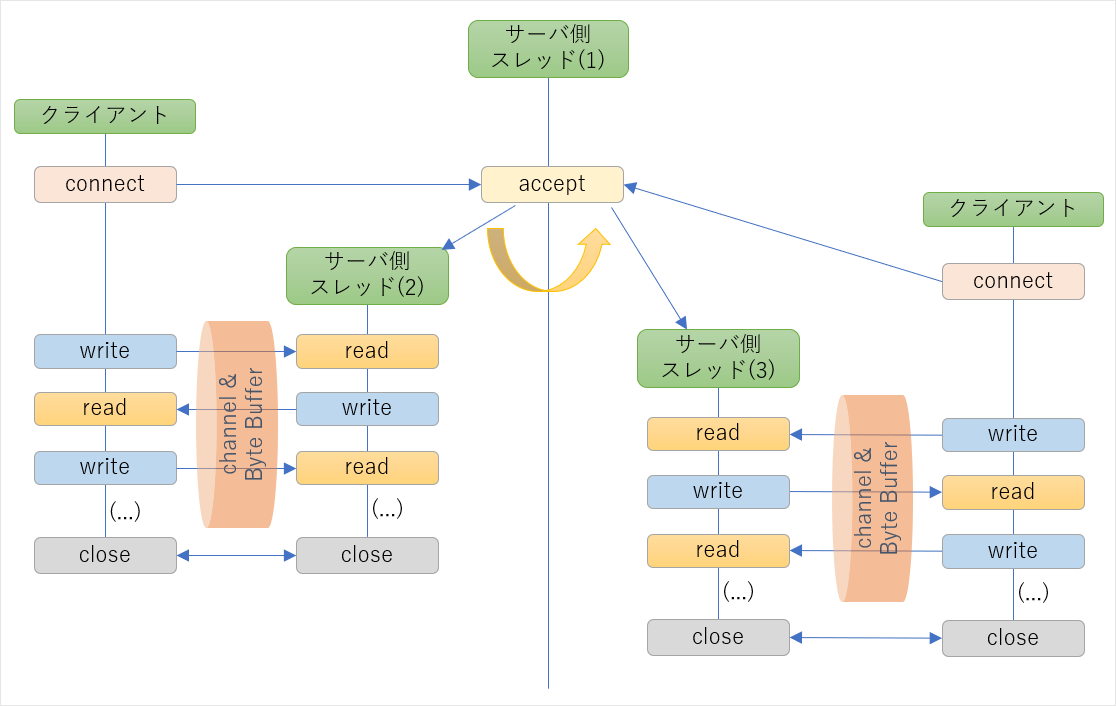 サーバ側
スレッド(1)
クライアント
connect
accept
クライアント
connect
サーバ側
スレッド(2)
write
read
read
write
write
read
channel &
Byte Buffer
(...)
(...)
close
close
サーバ側
スレッド(3)
read
write
write
read
read
write
channel &
Byte Buffer
(...)
(...)
close
close